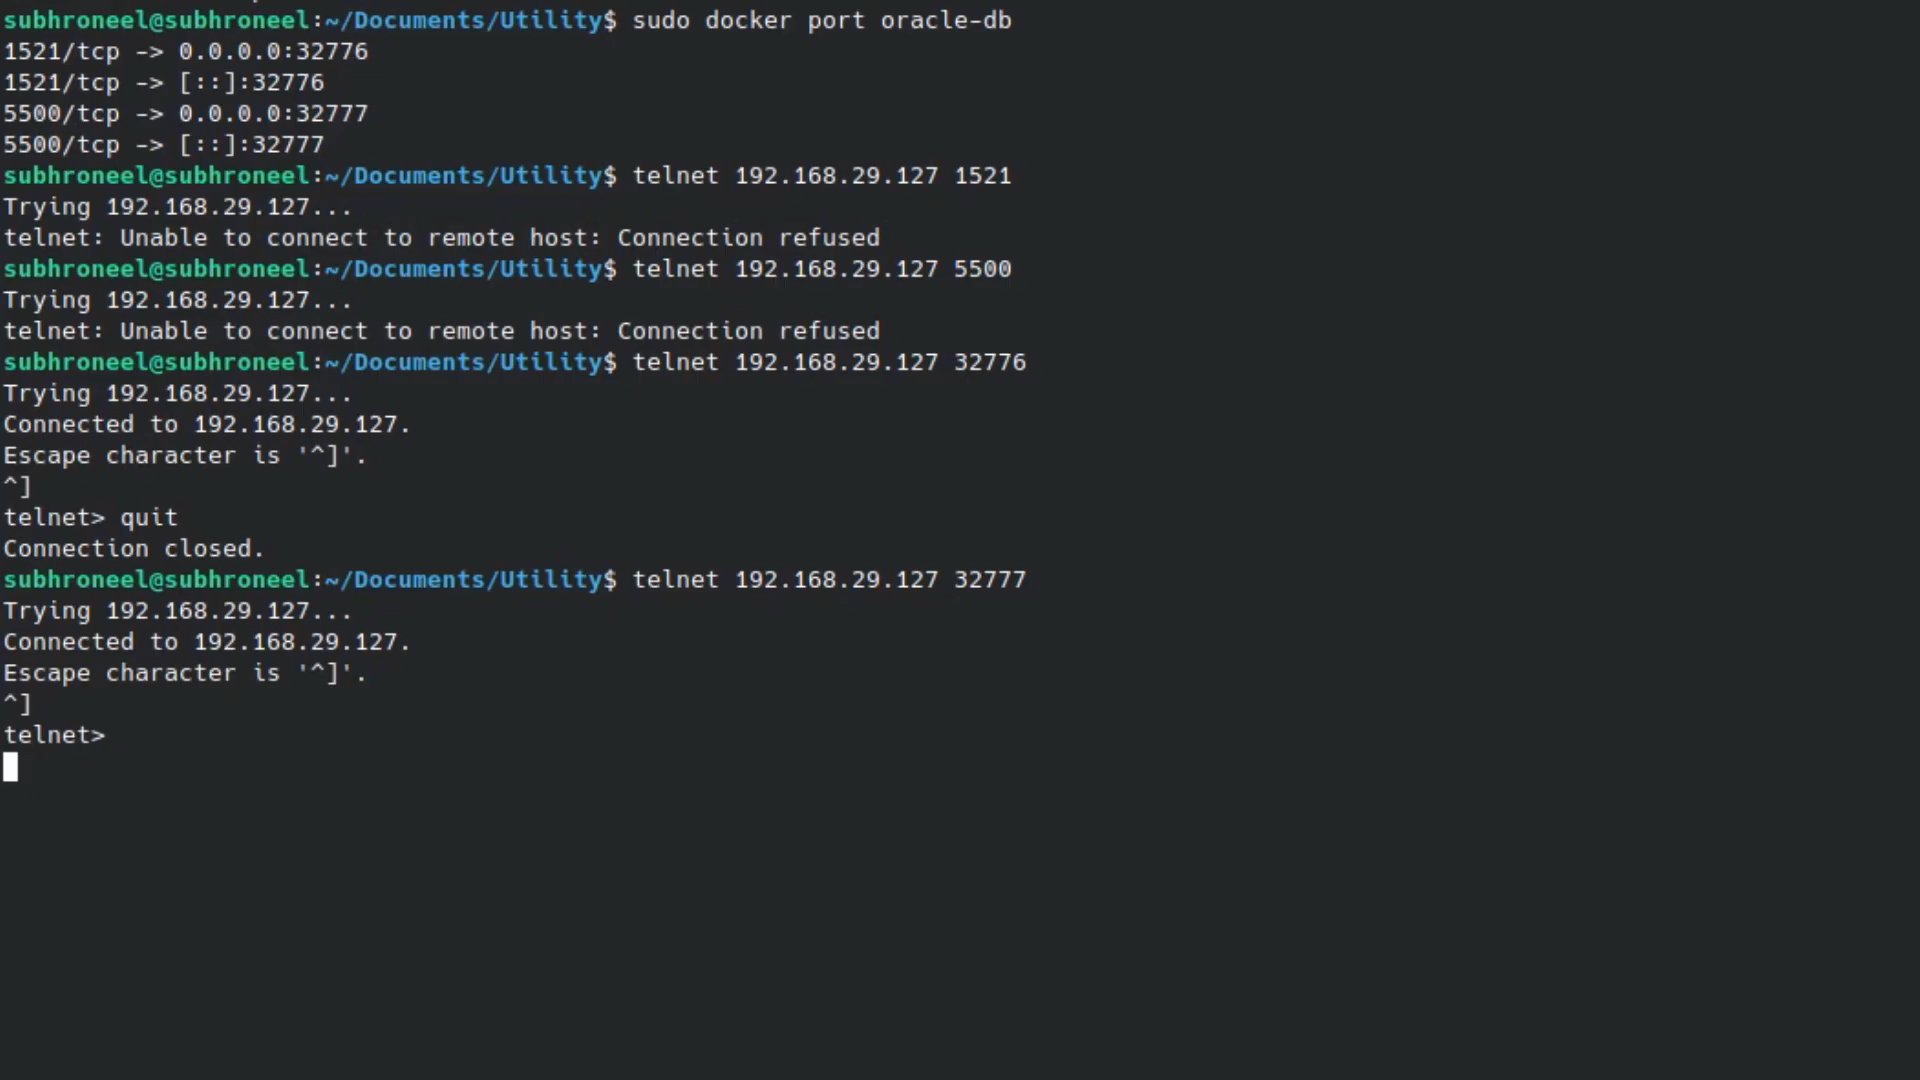 subhroneel@subhroneel:~/Documents/Utility$ sudo docker port oracle-db
1521/tcp -> 0.0.0.0:32776
1521/tcp -> [::]:32776
5500/tcp -> 0.0.0.0:32777
5500/tcp -> [::]:32777
subhroneel@subhroneel:~/Documents/Utility$ telnet 192.168.29.127 1521
Trying 192.168.29.127...
telnet: Unable to connect to remote host: Connection refused
subhroneel@subhroneel:~/Documents/Utility$ telnet 192.168.29.127 5500
Trying 192.168.29.127...
telnet: Unable to connect to remote host: Connection refused
subhroneel@subhroneel:~/Documents/Utility$ telnet 192.168.29.127 32776
Trying 192.168.29.127...
Connected to 192.168.29.127.
Escape character is '^]'.
^]
telnet> quit
Connection closed.
subhroneel@subhroneel:~/Documents/Utility$ telnet 192.168.29.127 32777
Trying 192.168.29.127...
Connected to 192.168.29.127.
Escape character is '^]'.
^]
telnet>